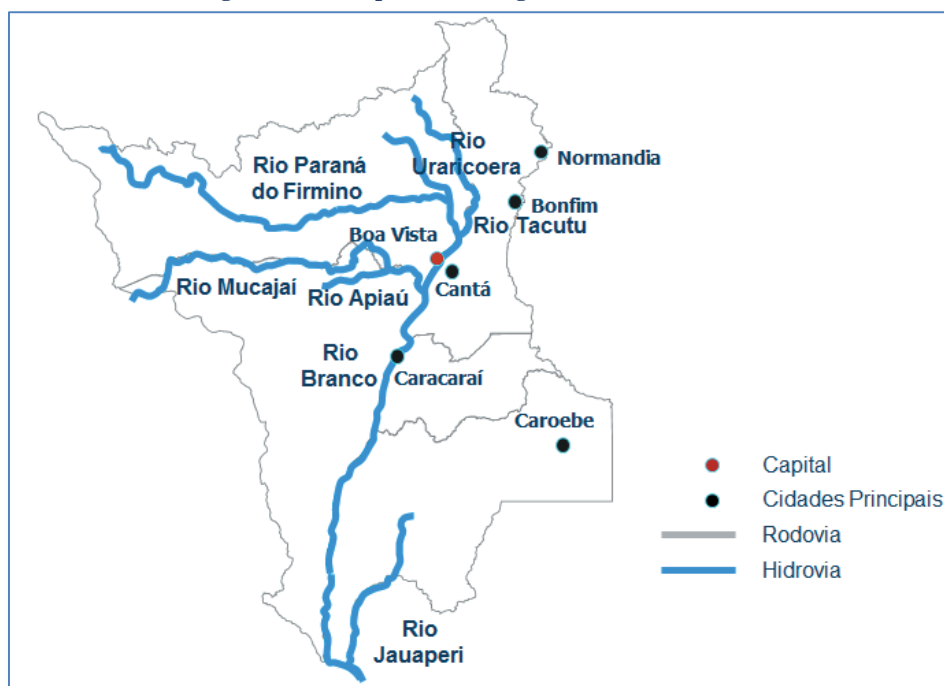 Rio
Uraricoera
Normandia
Rio Paraná
do Firmino
Bonfim
Rio Tacutu
Boa Vista
Cantá
Rio Mucajaí
Rio Apiaú
Rio
Branco
Caracaraí
Caroebe
Capital
Cidades Principais
Rodovia
Hidrovia
Rio
Jauaperi